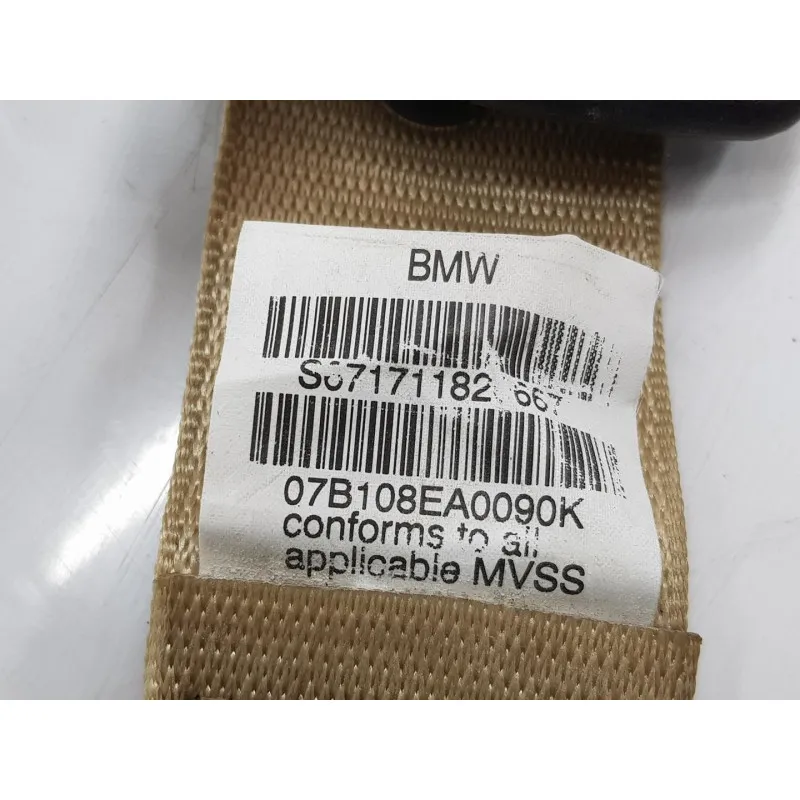 BMW
07B108EA0090K
conforms to all
applicable MVSS